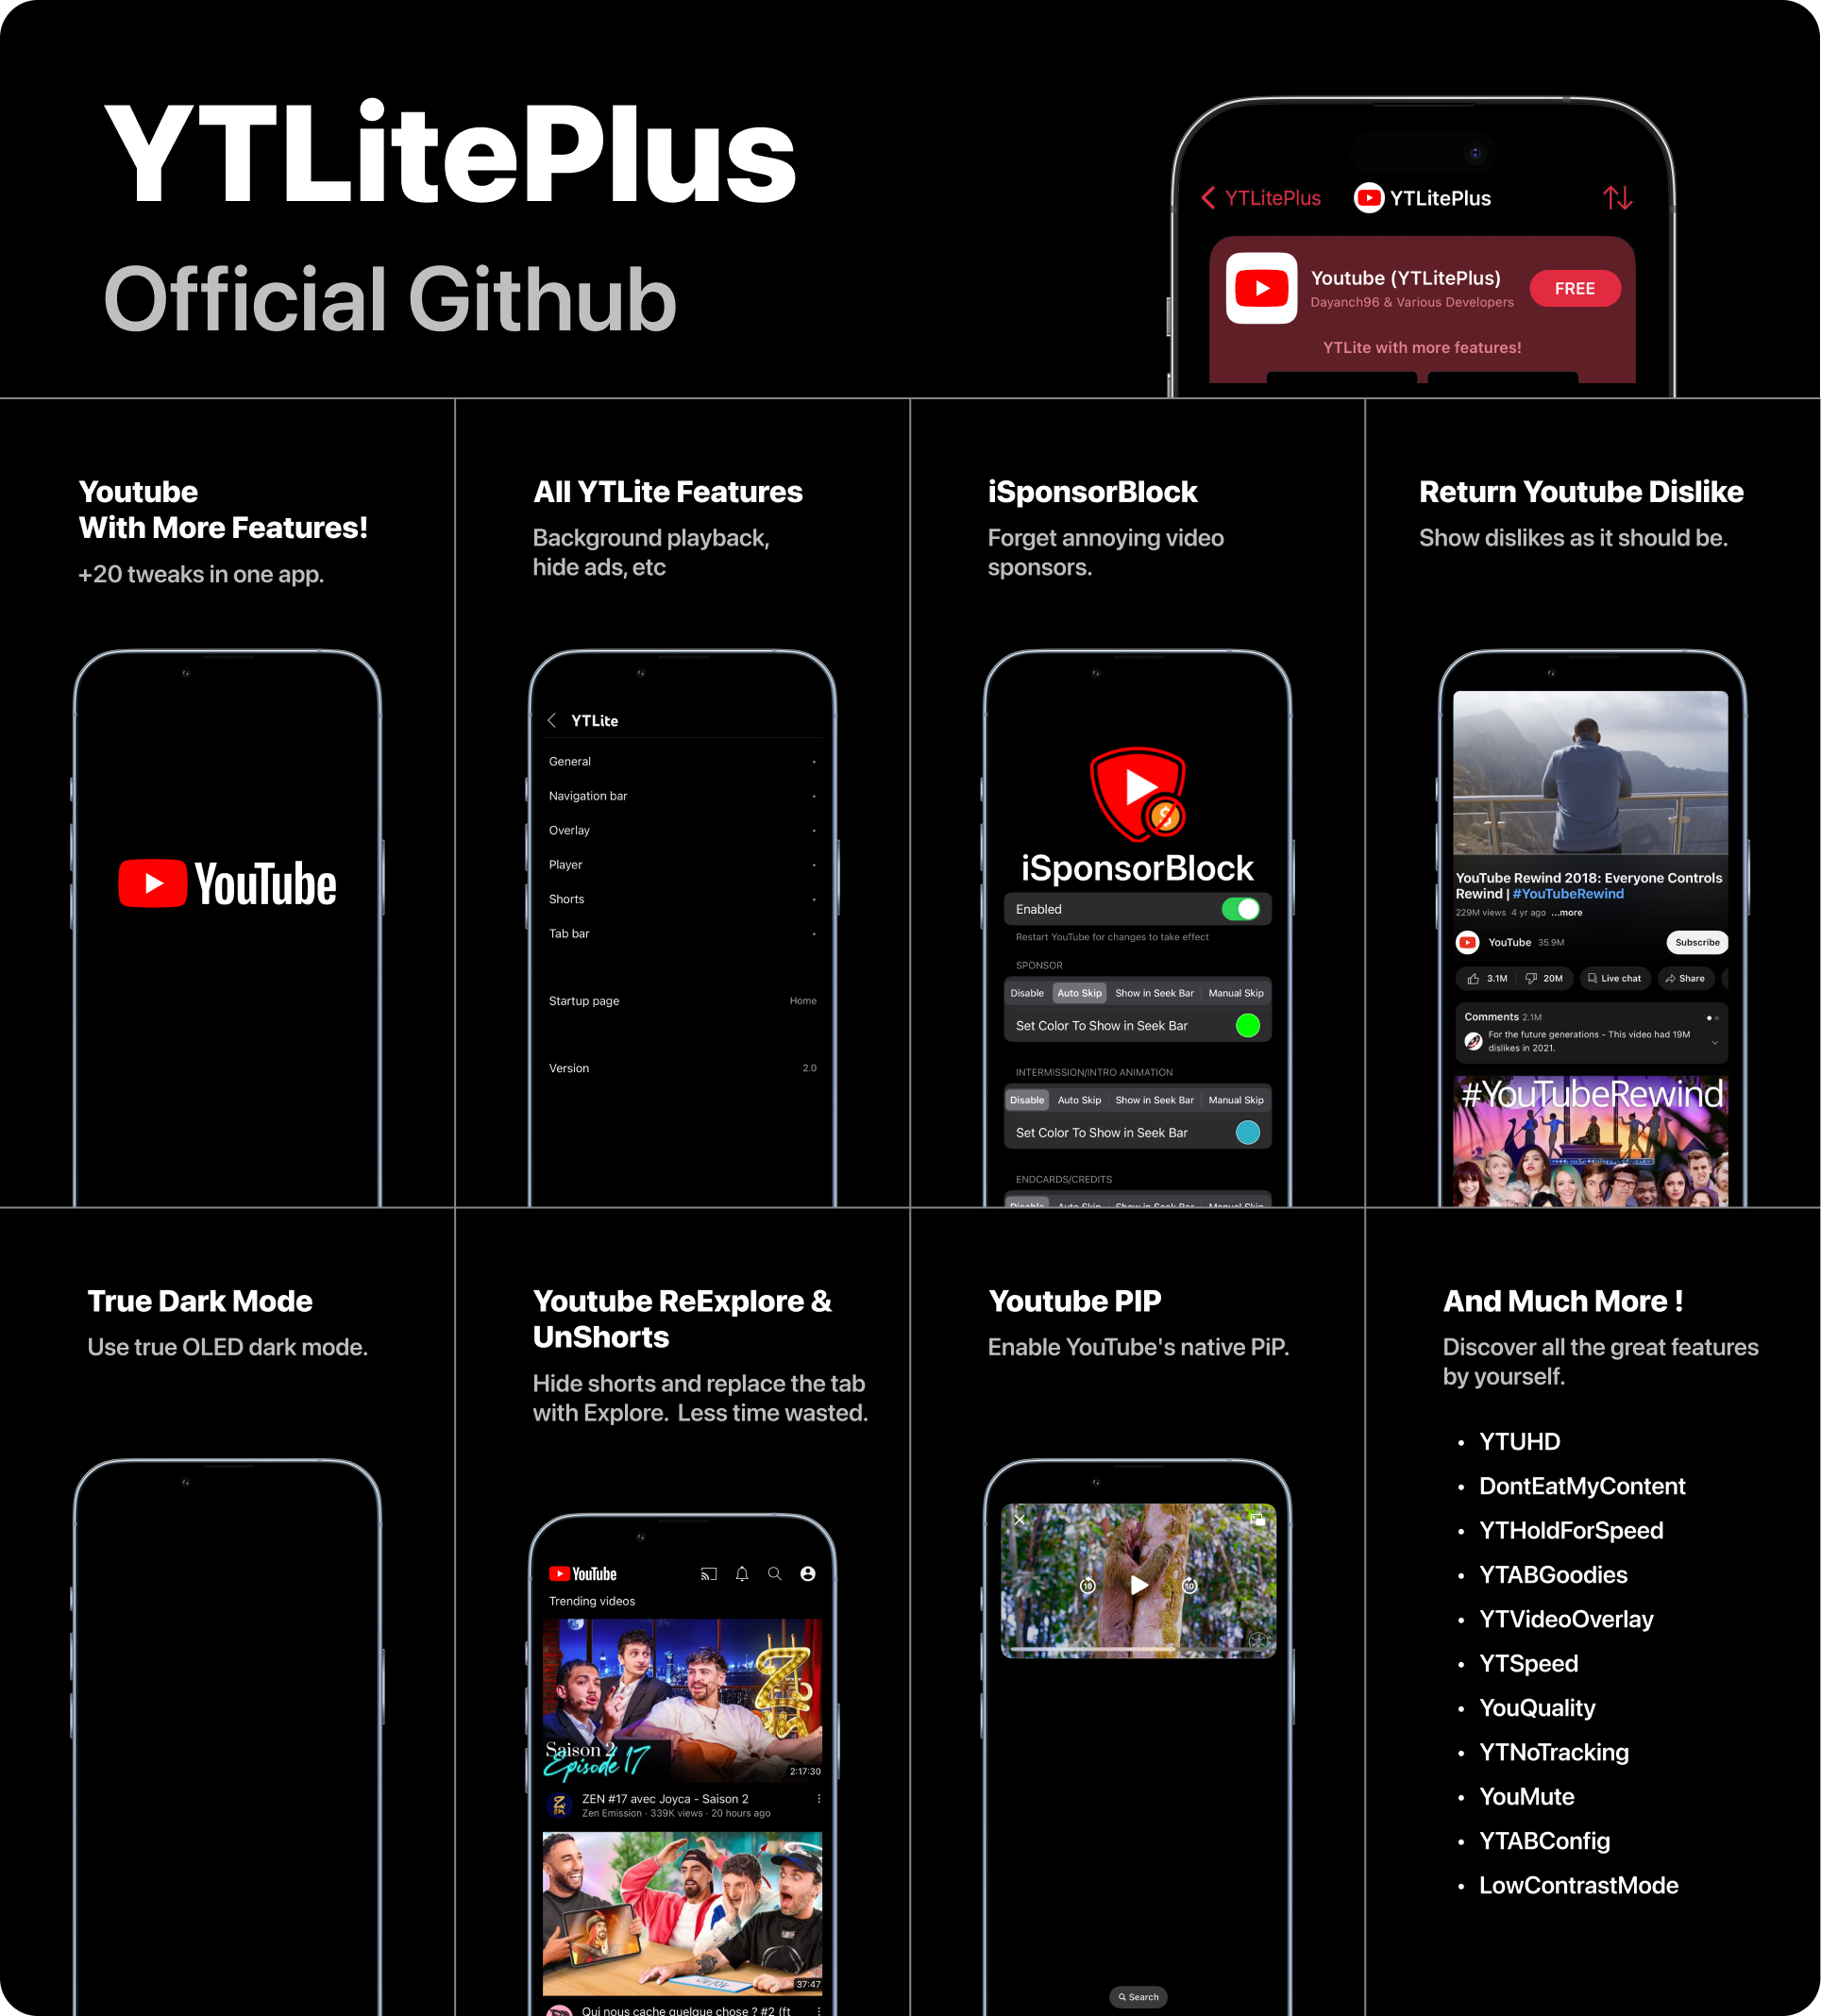 YTLitePlus
Official Github
YTLitePlus
YTLitePlus
Youtube (YTLitePlus)
Dayanch96 & Various Developers
FREE
YTLite with more features!
Youtube
With More Features!
+20 tweaks in one app.
YouTube
All YTLite Features
Background playback,
hide ads, etc
YTLite
General
Navigation bar
Overlay
Player
Shorts
Tab bar
Startup page Home
Version 2.0
iSponsorBlock
Forget annoying video
sponsors.
iSponsorBlock
Enabled
Restart YouTube for changes to take effect
SPONSOR
Disable Auto Skip Show in Seek Bar Manual Skip
Set Color To Show in Seek Bar
INTERMISSION/INTRO ANIMATION
Disable Auto Skip Show in Seek Bar Manual Skip
Set Color To Show in Seek Bar
ENDCARDS/CREDITS
Disable Auto Skip Show in Seek Bar Manual Skip
Return Youtube Dislike
Show dislikes as it should be.
YouTube Rewind 2018: Everyone Controls
Rewind | #YouTubeRewind
229M views 4 yr ago ...more
YouTube 35.9M Subscribe
3.1M 20M Live chat Share
Comments 2.1M
For the future generations - This video had 19M
dislikes in 2021.
#YouTubeRewind
True Dark Mode
Use true OLED dark mode.
Youtube ReExplore &
UnShorts
Hide shorts and replace the tab
with Explore. Less time wasted.
YouTube
Trending videos
Zen
Saison 2
Episode 17
2:17:30
ZEN #17 avec Joyca - Saison 2
Zen Emission · 339K views · 20 hours ago
37:47
Qui nous cache quelque chose ? #2 (ft
Youtube PIP
Enable YouTube's native PiP.
10
10
Search
And Much More !
Discover all the great features
by yourself.
• YTUHD
• DontEatMyContent
• YTHoldForSpeed
• YTABGoodies
• YTVideoOverlay
• YTSpeed
• YouQuality
• YTNoTracking
• YouMute
• YTABConfig
• LowContrastMode